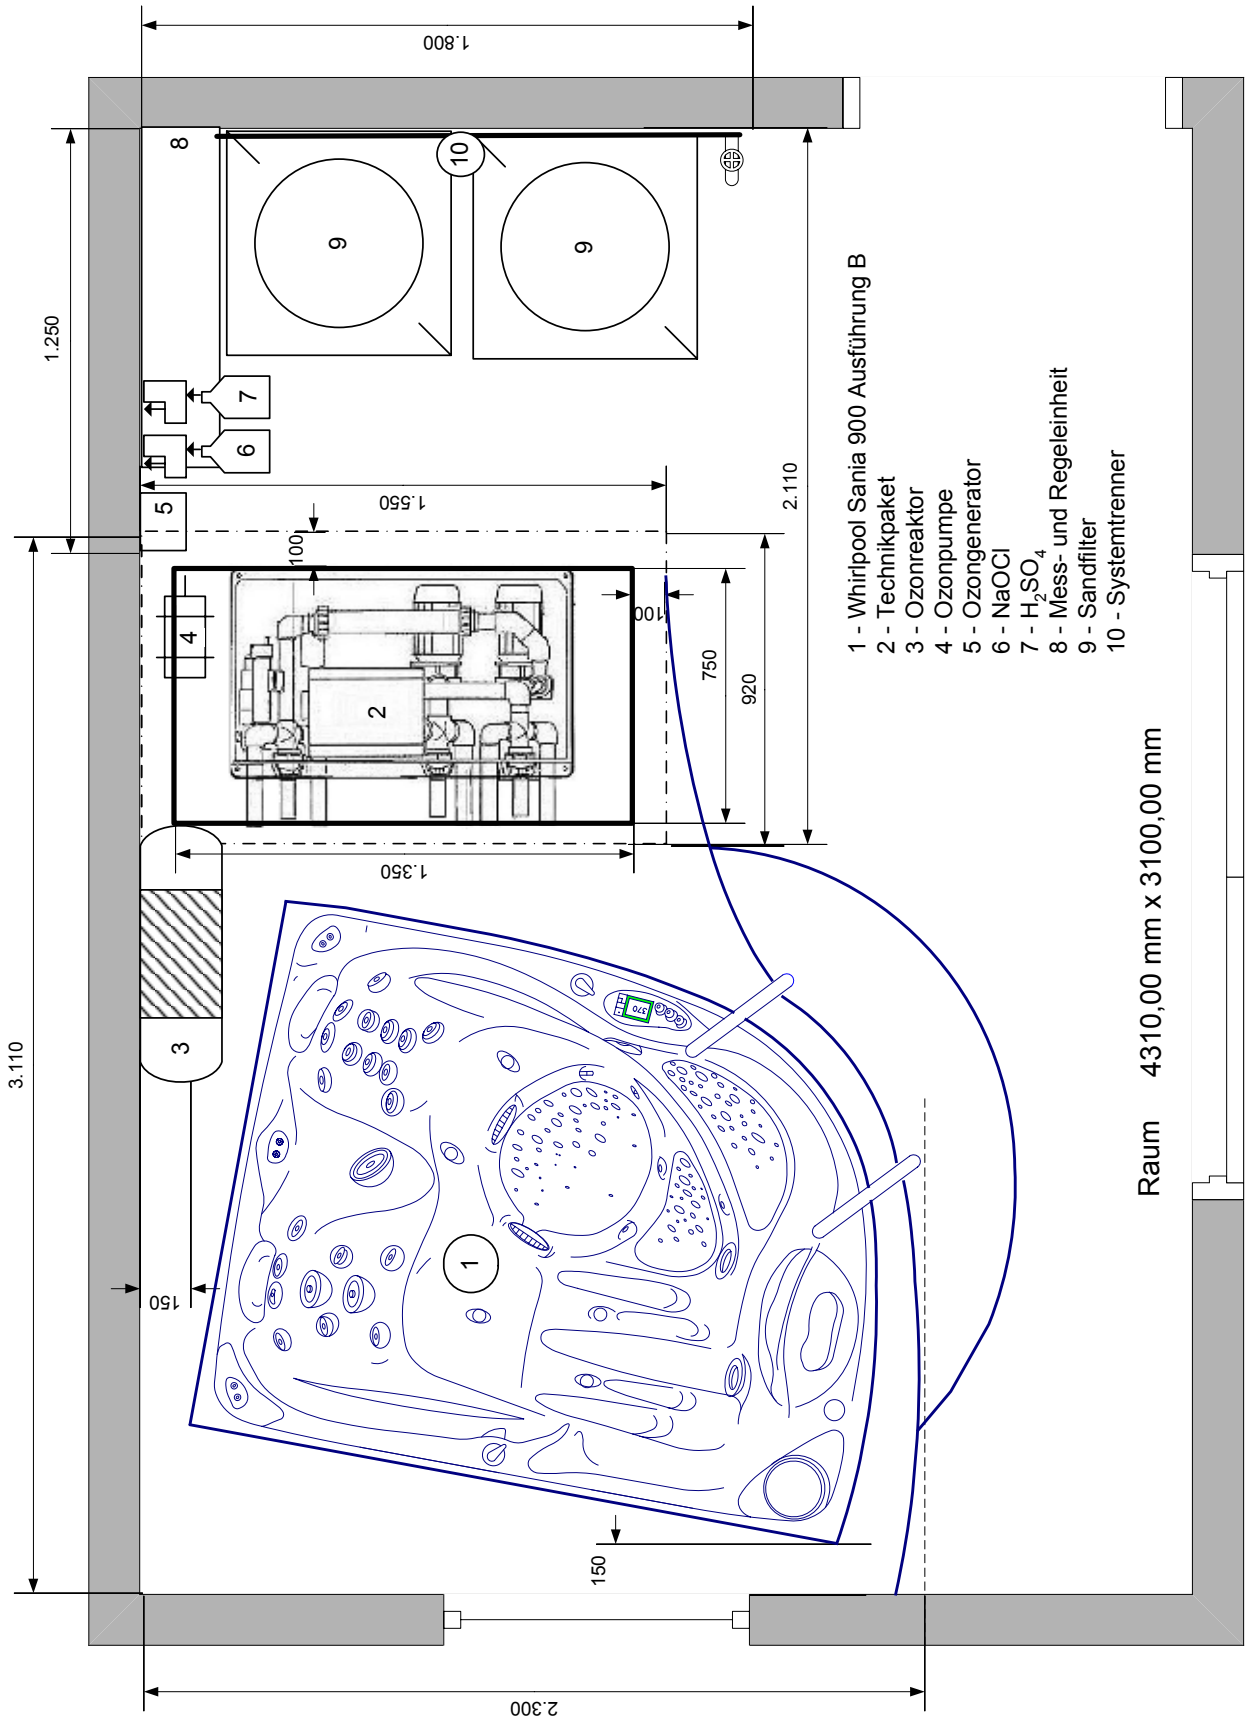 1.800
1.250
3.110
8
9
10
9
7
6
5
1.550
100
2.110
4
2
100
750
920
1.350
3
370
1
150
150
2.300
1 - Whirlpool Sania 900 Ausführung B
2 - Technikpaket
3 - Ozonreaktor
4 - Ozonpumpe
5 - Ozongenerator
6 - NaOCl
7 - H₂SO₄
8 - Mess- und Regeleinheit
9 - Sandfilter
10 - Systemtrenner
Raum 4310,00 mm x 3100,00 mm